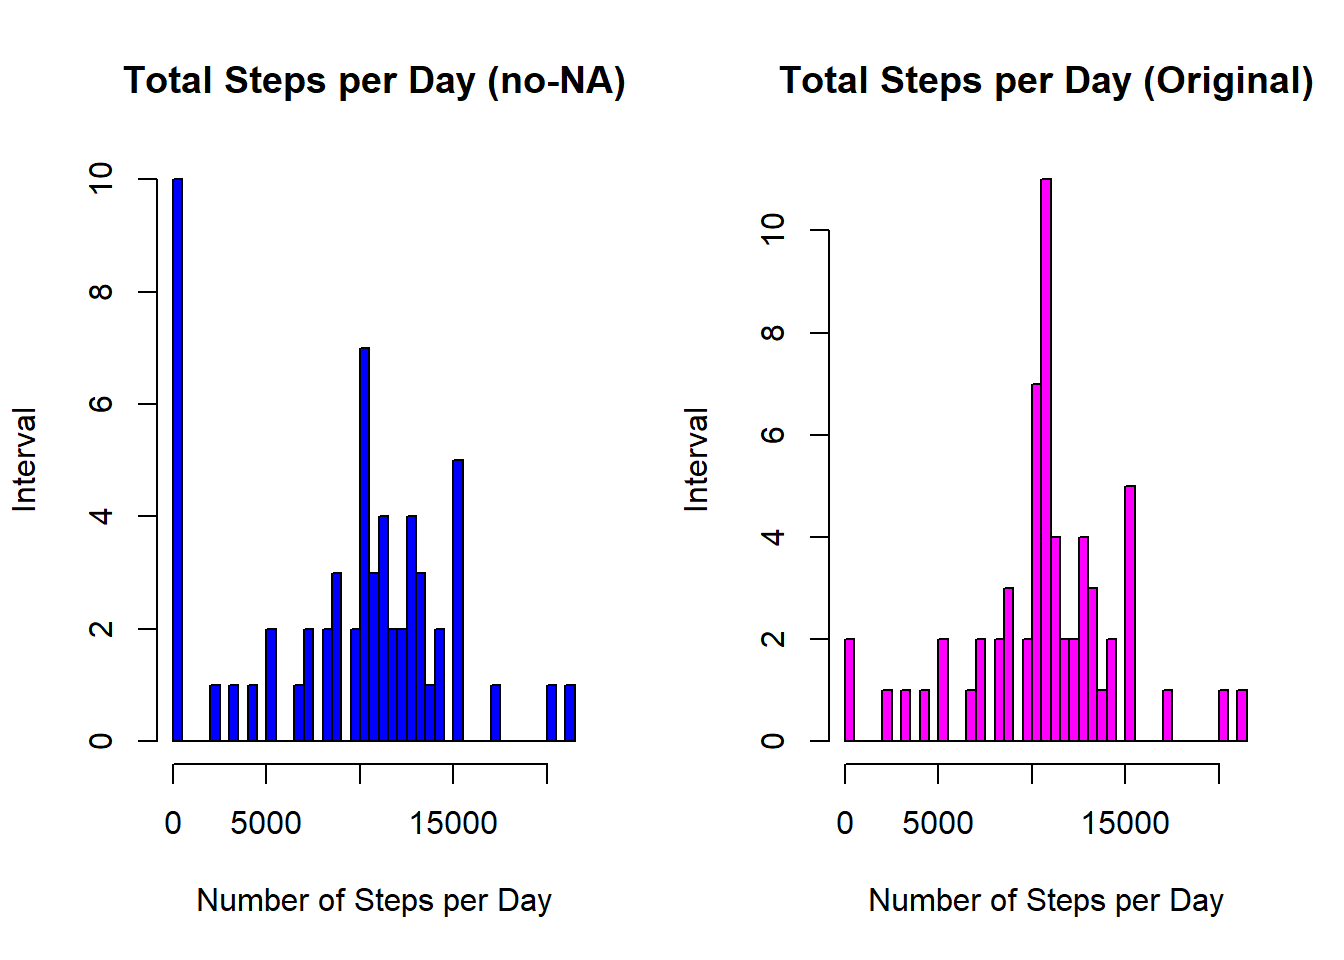 Total Steps per Day (no-NA)
Interval
10
8
6
4
2
0
0 5000 15000
Number of Steps per Day
Total Steps per Day (Original)
Interval
10
8
6
4
2
0
0 5000 15000
Number of Steps per Day